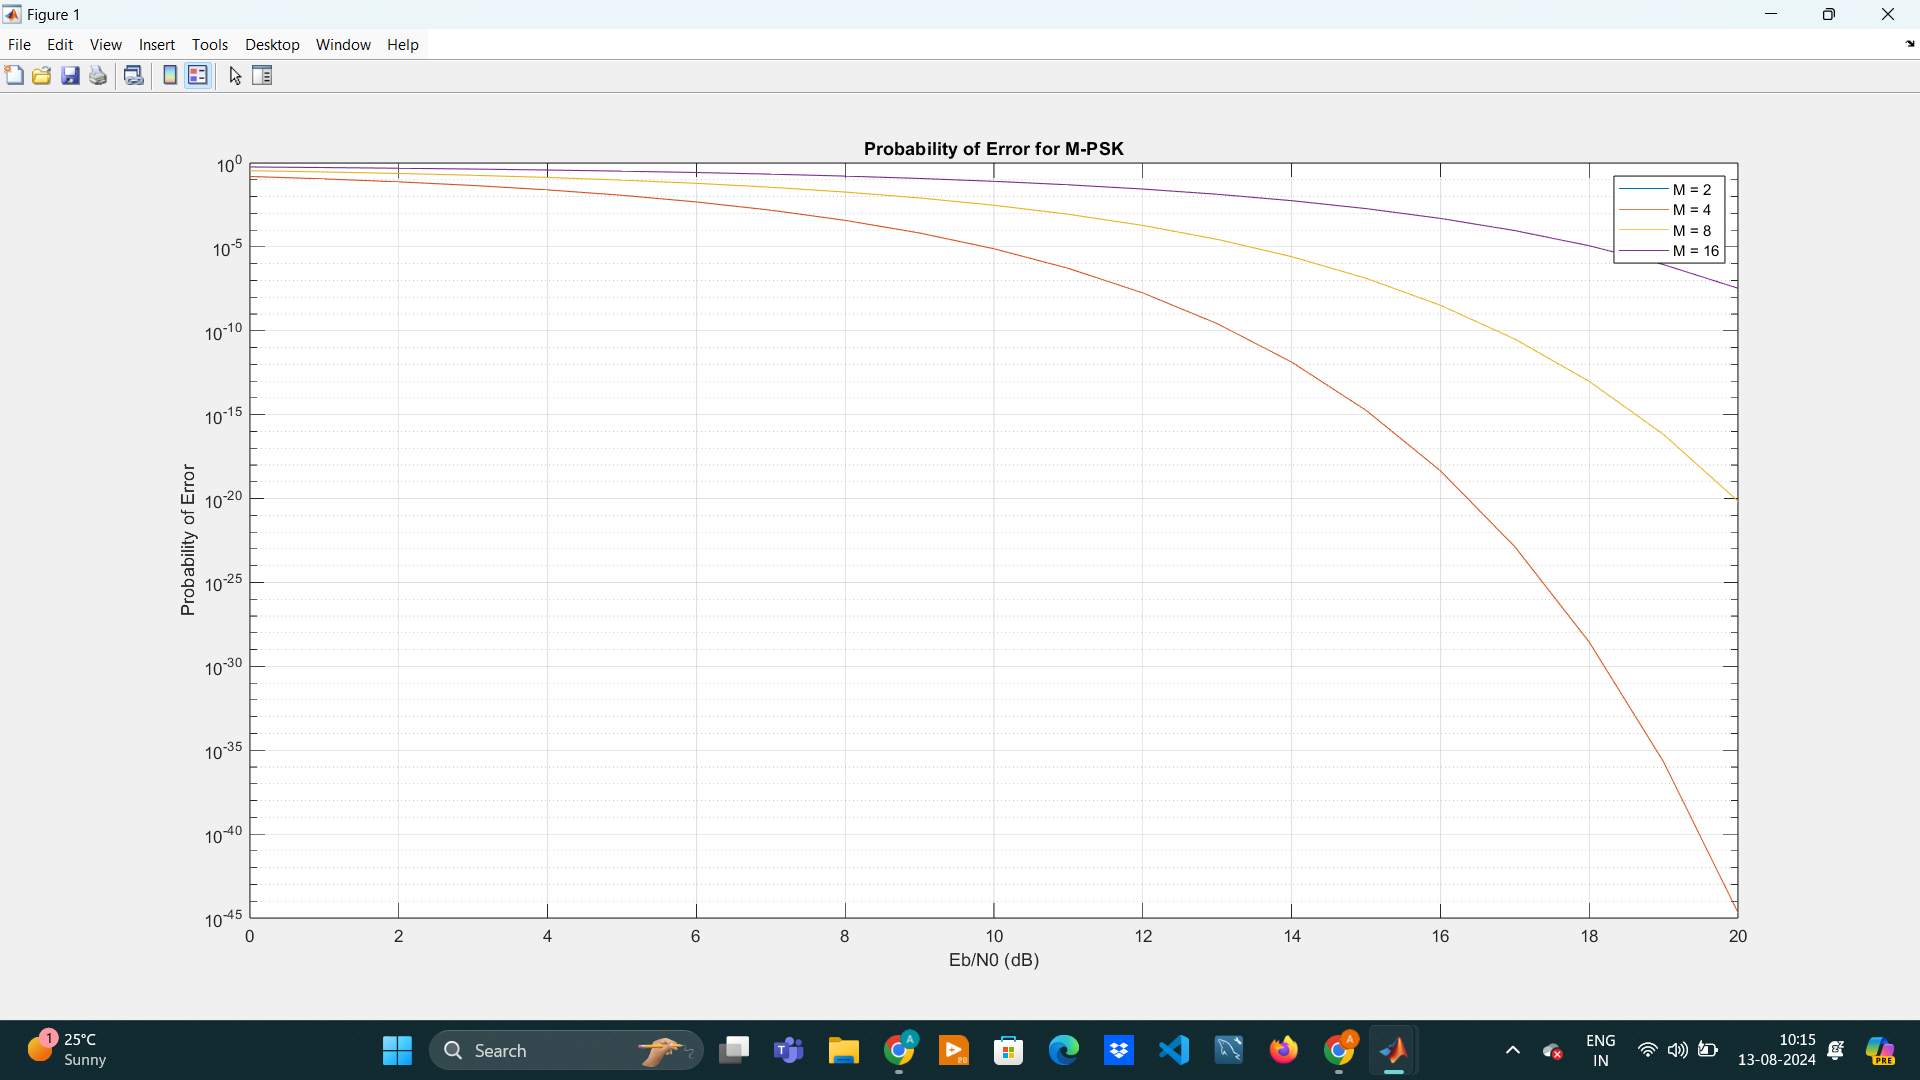 Figure 1
File Edit View Insert Tools Desktop Window Help
Probability of Error for M-PSK
10^0
10^-5
10^-10
10^-15
10^-20
10^-25
10^-30
10^-35
10^-40
10^-45
Probability of Error
M = 2
M = 4
M = 8
M = 16
0 2 4 6 8 10 12 14 16 18 20
Eb/N0 (dB)
1
25°C
Sunny
Search
T
A
20
A
ENG
IN
10:15
13-08-2024
PRE